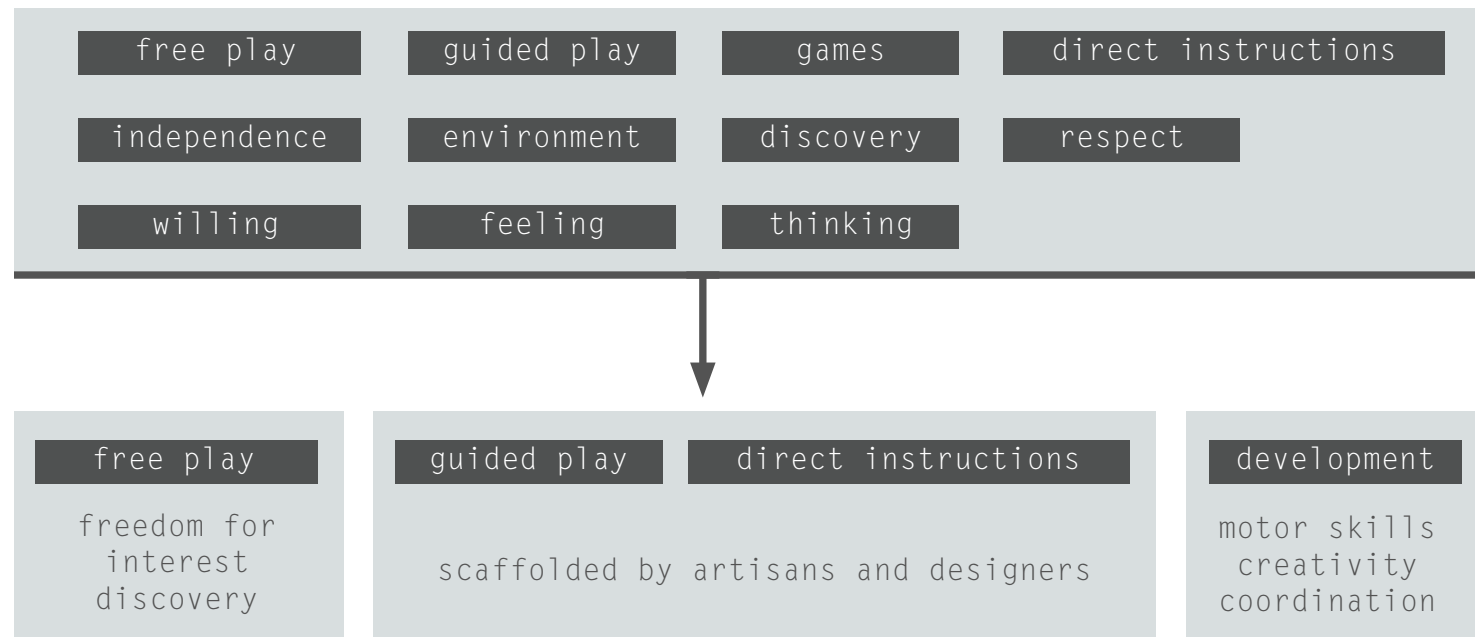 free play guided play games direct instructions
independence environment discovery respect
willing feeling thinking
free play
freedom for
interest
discovery
guided play direct instructions
scaffolded by artisans and designers
development
motor skills
creativity
coordination